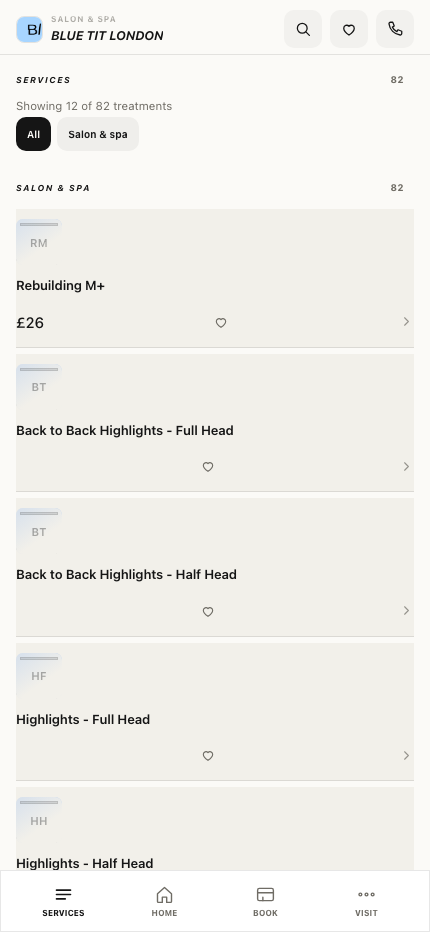 Bl
SALON & SPA
BLUE TIT LONDON
SERVICES 82
Showing 12 of 82 treatments
All Salon & spa
SALON & SPA 82
RM
Rebuilding M+
£26
BT
Back to Back Highlights - Full Head
BT
Back to Back Highlights - Half Head
HF
Highlights - Full Head
HH
Highlights - Half Head
SERVICES HOME BOOK VISIT